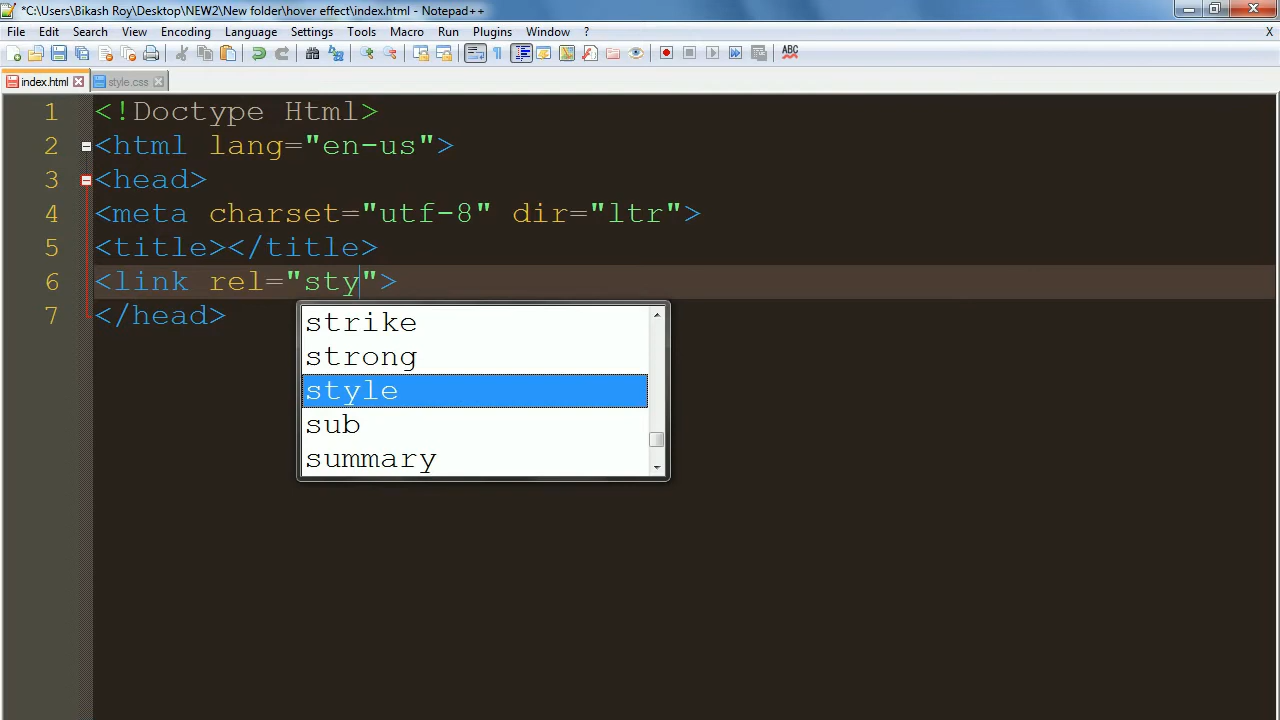 *C:\Users\Bikash Roy\Desktop\NEW2\New folder\hover effect\index.html - Notepad++
File Edit Search View Encoding Language Settings Tools Macro Run Plugins Window ? X
ABC
index.html style.css
1 <!Doctype Html>
2 <html lang="en-us">
3 <head>
4 <meta charset="utf-8" dir="ltr">
5 <title></title>
6 <link rel="sty">
7 </head>
strike
strong
style
sub
summary